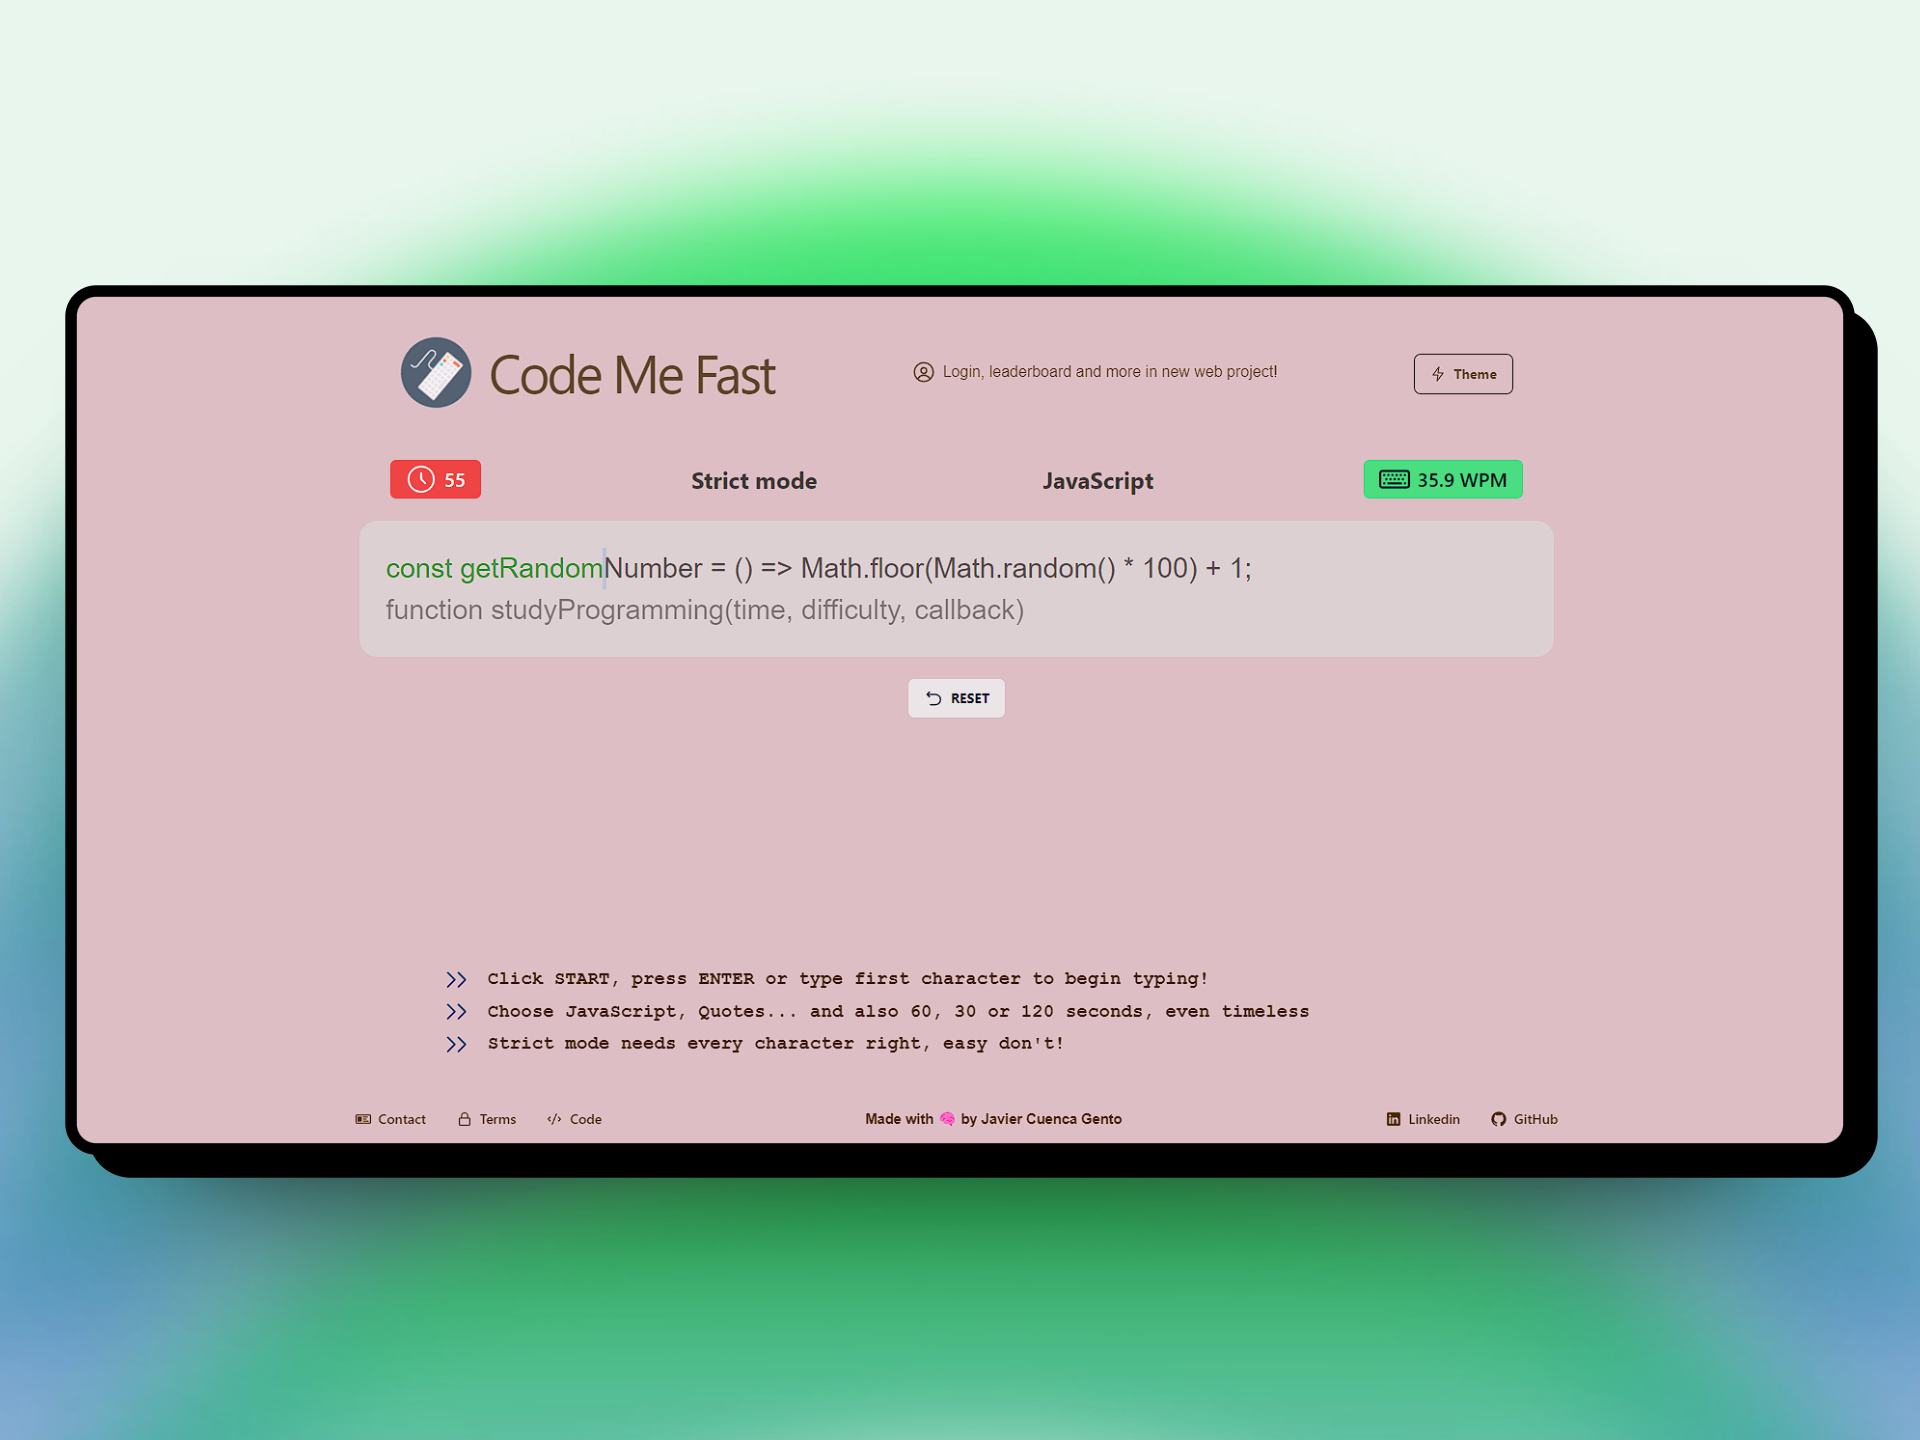 Code Me Fast
Login, leaderboard and more in new web project!
Theme
55
Strict mode
JavaScript
35.9 WPM
const getRandomNumber = () => Math.floor(Math.random() * 100) + 1;
function studyProgramming(time, difficulty, callback)
RESET
Click START, press ENTER or type first character to begin typing!
Choose JavaScript, Quotes... and also 60, 30 or 120 seconds, even timeless
Strict mode needs every character right, easy don't!
Contact
Terms
Code
Made with 🧠 by Javier Cuenca Gento
Linkedin
GitHub